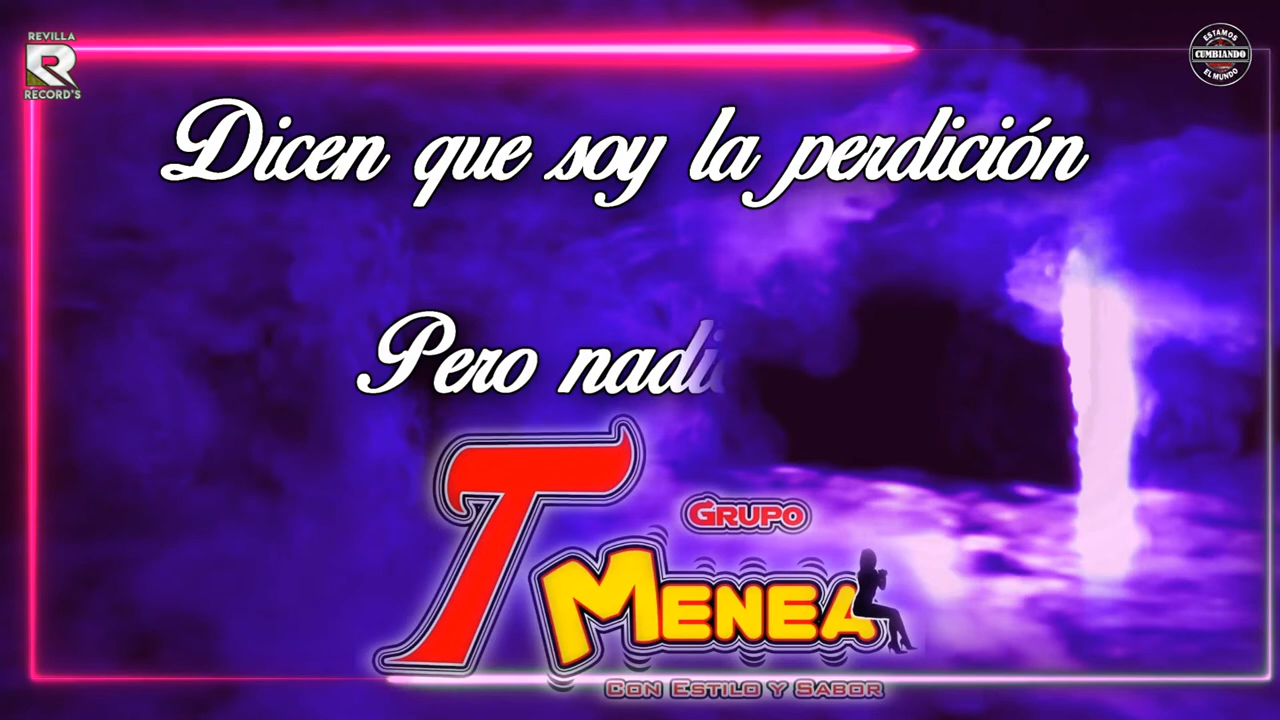 REVILLA
R
RECORD'S
ESTAMOS
CUMBIANDO
EL MUNDO
Dicen que soy la perdición
Pero nadi
GRUPO
T MENEA
CON ESTILO Y SABOR